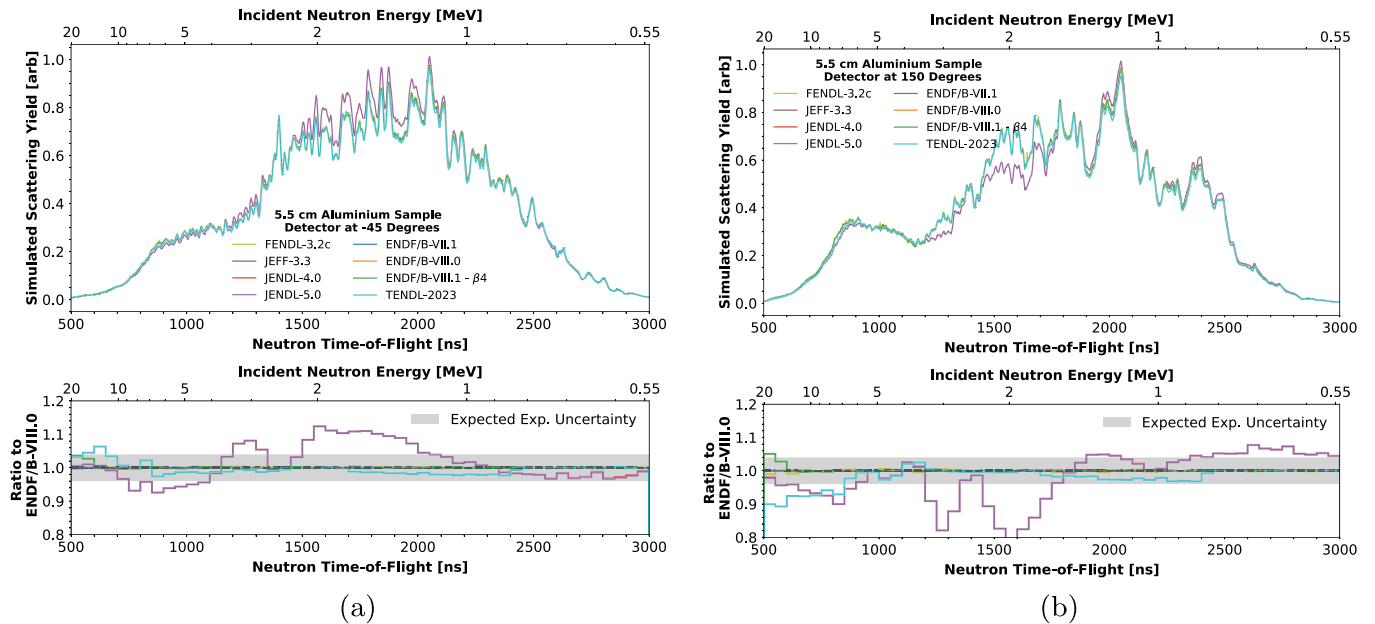 Incident Neutron Energy [MeV]
20 10 5 2 1 0.55
Simulated Scattering Yield [arb]
1.0
0.8
0.6
0.4
0.2
0.0
5.5 cm Aluminium Sample
Detector at -45 Degrees
FENDL-3.2c ENDF/B-VII.1
JEFF-3.3 ENDF/B-VIII.0
JENDL-4.0 ENDF/B-VIII.1 - β4
JENDL-5.0 TENDL-2023
500 1000 1500 2000 2500 3000
Neutron Time-of-Flight [ns]
Incident Neutron Energy [MeV]
20 10 5 2 1 0.55
Ratio to
ENDF/B-VIII.0
1.2
1.1
1.0
0.9
0.8
Expected Exp. Uncertainty
500 1000 1500 2000 2500 3000
Neutron Time-of-Flight [ns]
(a)
Incident Neutron Energy [MeV]
20 10 5 2 1 0.55
Simulated Scattering Yield [arb]
1.0
0.8
0.6
0.4
0.2
0.0
5.5 cm Aluminium Sample
Detector at 150 Degrees
FENDL-3.2c ENDF/B-VII.1
JEFF-3.3 ENDF/B-VIII.0
JENDL-4.0 ENDF/B-VIII.1 - β4
JENDL-5.0 TENDL-2023
500 1000 1500 2000 2500 3000
Neutron Time-of-Flight [ns]
Incident Neutron Energy [MeV]
20 10 5 2 1 0.55
Ratio to
ENDF/B-VIII.0
1.2
1.1
1.0
0.9
0.8
Expected Exp. Uncertainty
500 1000 1500 2000 2500 3000
Neutron Time-of-Flight [ns]
(b)